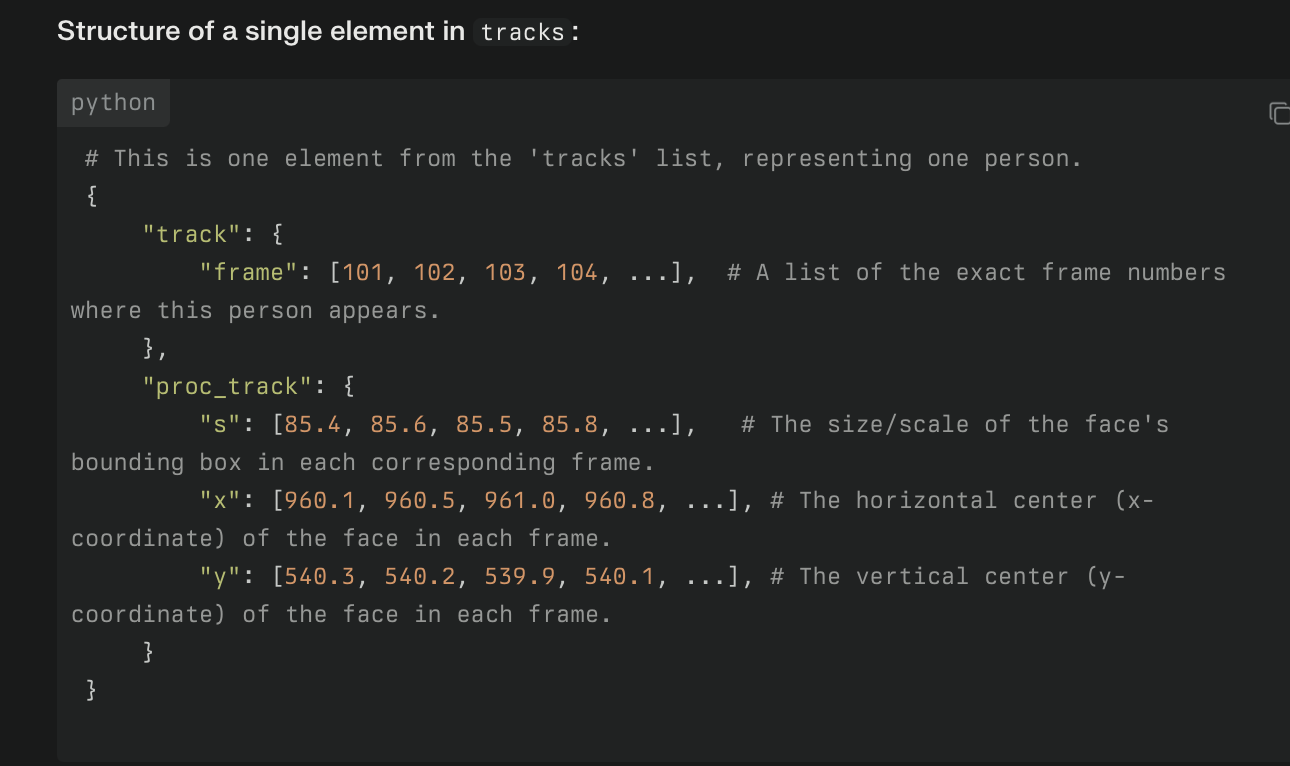 Structure of a single element in tracks:
python
# This is one element from the 'tracks' list, representing one person.
{
"track": {
"frame": [101, 102, 103, 104, ...], # A list of the exact frame numbers
where this person appears.
},
"proc_track": {
"s": [85.4, 85.6, 85.5, 85.8, ...], # The size/scale of the face's
bounding box in each corresponding frame.
"x": [960.1, 960.5, 961.0, 960.8, ...], # The horizontal center (x-
coordinate) of the face in each frame.
"y": [540.3, 540.2, 539.9, 540.1, ...], # The vertical center (y-
coordinate) of the face in each frame.
}
}